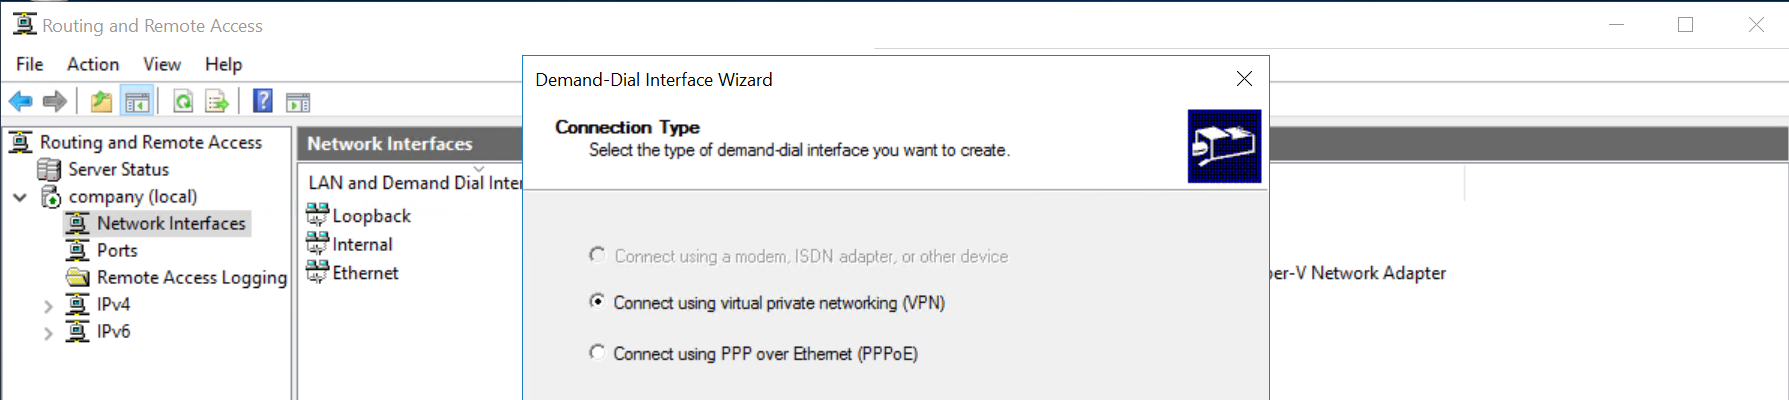 Routing and Remote Access
File Action View Help
Demand-Dial Interface Wizard
Connection Type
Select the type of demand-dial interface you want to create.
Routing and Remote Access
Server Status
company (local)
Network Interfaces
Ports
Remote Access Logging
IPv4
IPv6
Network Interfaces
LAN and Demand Dial
Loopback
Internal
Ethernet
Connect using a modem, ISDN adapter, or other device
Connect using virtual private networking (VPN)
Connect using PPP over Ethernet (PPPoE)
er-V Network Adapter